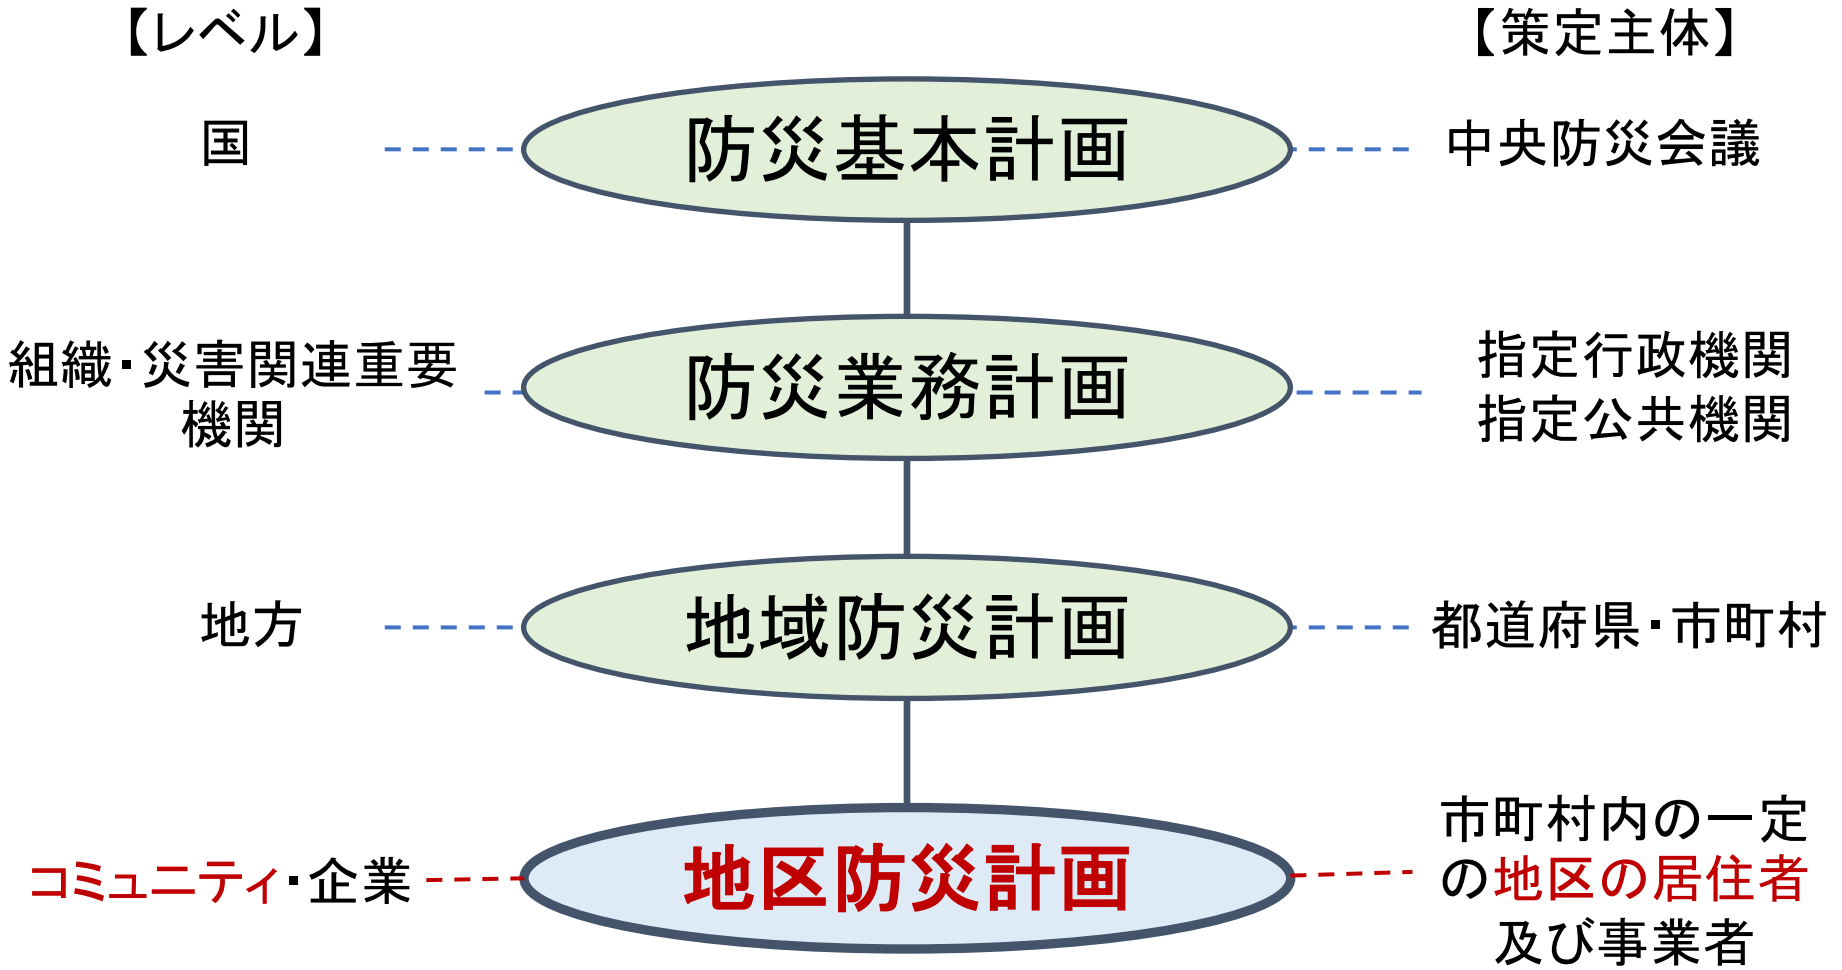 【レベル】
【策定主体】
国
防災基本計画
中央防災会議
組織・災害関連重要
機関
防災業務計画
指定行政機関
指定公共機関
地方
地域防災計画
都道府県・市町村
コミュニティ・企業
地区防災計画
市町村内の一定
の地区の居住者
及び事業者